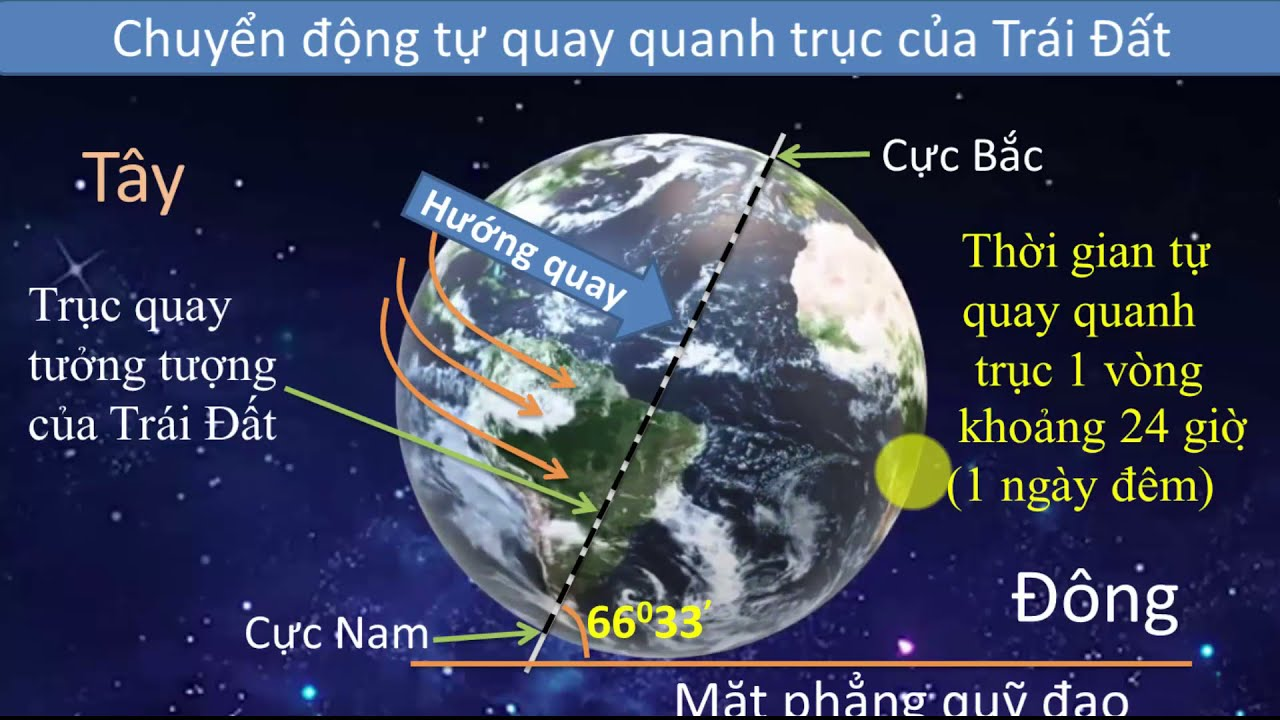 Chuyển động tự quay quanh trục của Trái Đất
Tây
Cực Bắc
Hướng quay
Thời gian tự
quay quanh
trục 1 vòng
khoảng 24 giờ
(1 ngày đêm)
Trục quay
tưởng tượng
của Trái Đất
Đông
66⁰33′
Cực Nam
Mặt phẳng quỹ đạo